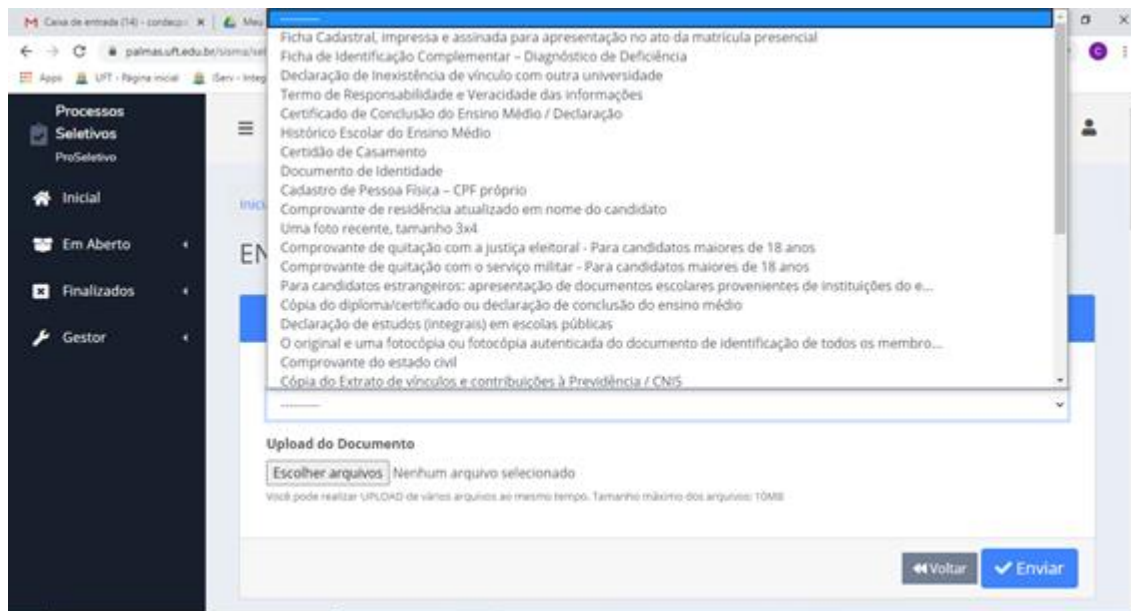 Caixa de entrada (14) - cordecp
Meu
palmas.uft.edu.br/sisma/sel
Apps
UFT - Página inicial
iServ - Integ
Processos
Seletivos
ProSeletivo
Inicial
Em Aberto
Finalizados
Gestor
Inici
EN
---------
Ficha Cadastral, impressa e assinada para apresentação no ato da matrícula presencial
Ficha de Identificação Complementar – Diagnóstico de Deficiência
Declaração de Inexistência de vínculo com outra universidade
Termo de Responsabilidade e Veracidade das informações
Certificado de Conclusão do Ensino Médio / Declaração
Histórico Escolar do Ensino Médio
Certidão de Casamento
Documento de Identidade
Cadastro de Pessoa Física – CPF próprio
Comprovante de residência atualizado em nome do candidato
Uma foto recente, tamanho 3x4
Comprovante de quitação com a justiça eleitoral - Para candidatos maiores de 18 anos
Comprovante de quitação com o serviço militar - Para candidatos maiores de 18 anos
Para candidatos estrangeiros: apresentação de documentos escolares provenientes de instituições do e...
Cópia do diploma/certificado ou declaração de conclusão do ensino médio
Declaração de estudos (integrais) em escolas públicas
O original e uma fotocópia ou fotocópia autenticada do documento de identificação de todos os membro...
Comprovante do estado civil
Cópia do Extrato de vínculos e contribuições à Previdência / CNIS
---------
Upload do Documento
Escolher arquivos Nenhum arquivo selecionado
Você pode realizar UPLOAD de vários arquivos ao mesmo tempo. Tamanho máximo dos arquivos: 10MB
Voltar
Enviar